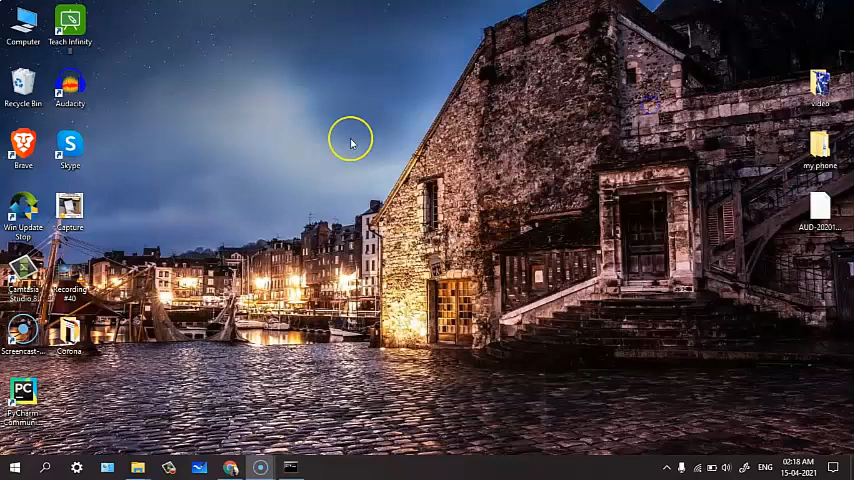 Computer
Teach Infinity
Recycle Bin
Audacity
Brave
Skype
Win Update
Stop
Capture
Camtasia
Studio 8
Recording
#40
Screencast-...
Corona
PC
PyCharm
Communi...
video
my phone
AUD-20201...
ENG
02:18 AM
15-04-2021